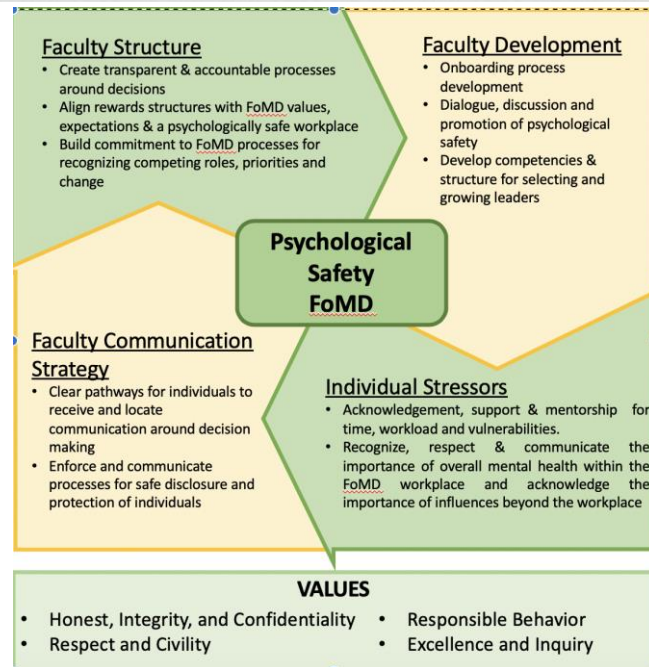 Faculty Structure
• Create transparent & accountable processes
around decisions
• Align rewards structures with FoMD values,
expectations & a psychologically safe workplace
• Build commitment to FoMD processes for
recognizing competing roles, priorities and
change
Faculty Development
• Onboarding process
development
• Dialogue, discussion and
promotion of psychological
safety
• Develop competencies &
structure for selecting and
growing leaders
Psychological
Safety
FoMD
Faculty Communication
Strategy
• Clear pathways for individuals to
receive and locate
communication around decision
making
• Enforce and communicate
processes for safe disclosure and
protection of individuals
Individual Stressors
• Acknowledgement, support & mentorship for
time, workload and vulnerabilities.
• Recognize, respect & communicate the
importance of overall mental health within the
FoMD workplace and acknowledge the
importance of influences beyond the workplace
VALUES
• Honest, Integrity, and Confidentiality
• Respect and Civility
• Responsible Behavior
• Excellence and Inquiry